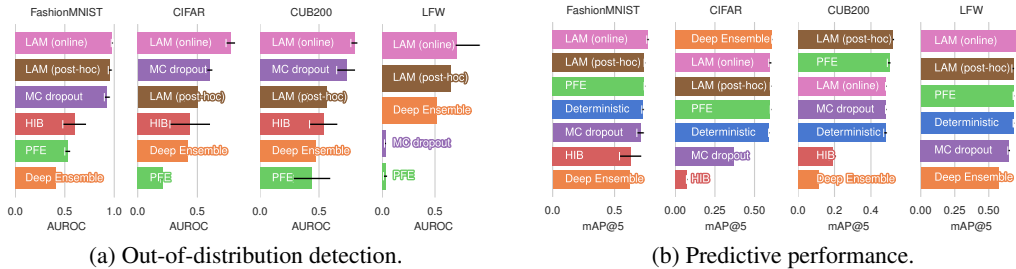 FashionMNIST
LAM (online)
LAM (post-hoc)
MC dropout
HIB
PFE
Deep Ensemble
0.0 0.5 1.0
AUROC
CIFAR
LAM (online)
MC dropout
LAM (post-hoc)
HIB
Deep Ensemble
PFE
0.0 0.5
AUROC
CUB200
LAM (online)
MC dropout
LAM (post-hoc)
HIB
Deep Ensemble
PFE
0.0 0.5
AUROC
LFW
LAM (online)
LAM (post-hoc)
Deep Ensemble
MC dropout
PFE
0.0 0.5
AUROC
(a) Out-of-distribution detection.
FashionMNIST
LAM (online)
LAM (post-hoc)
PFE
Deterministic
MC dropout
HIB
Deep Ensemble
0.0 0.5
mAP@5
CIFAR
Deep Ensemble
LAM (online)
LAM (post-hoc)
PFE
Deterministic
MC dropout
HIB
0.00 0.25 0.50
mAP@5
CUB200
LAM (post-hoc)
PFE
LAM (online)
MC dropout
Deterministic
HIB
Deep Ensemble
0.0 0.2 0.4
mAP@5
LFW
LAM (online)
LAM (post-hoc)
PFE
Deterministic
MC dropout
Deep Ensemble
0.00 0.25 0.50
mAP@5
(b) Predictive performance.